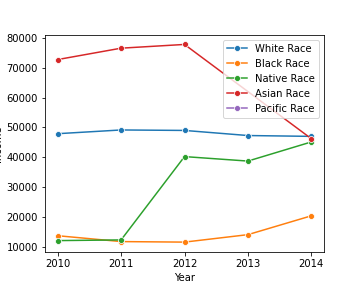 80000
70000
60000
50000
40000
30000
20000
10000
White Race
Black Race
Native Race
Asian Race
Pacific Race
2010 2011 2012 2013 2014
Year